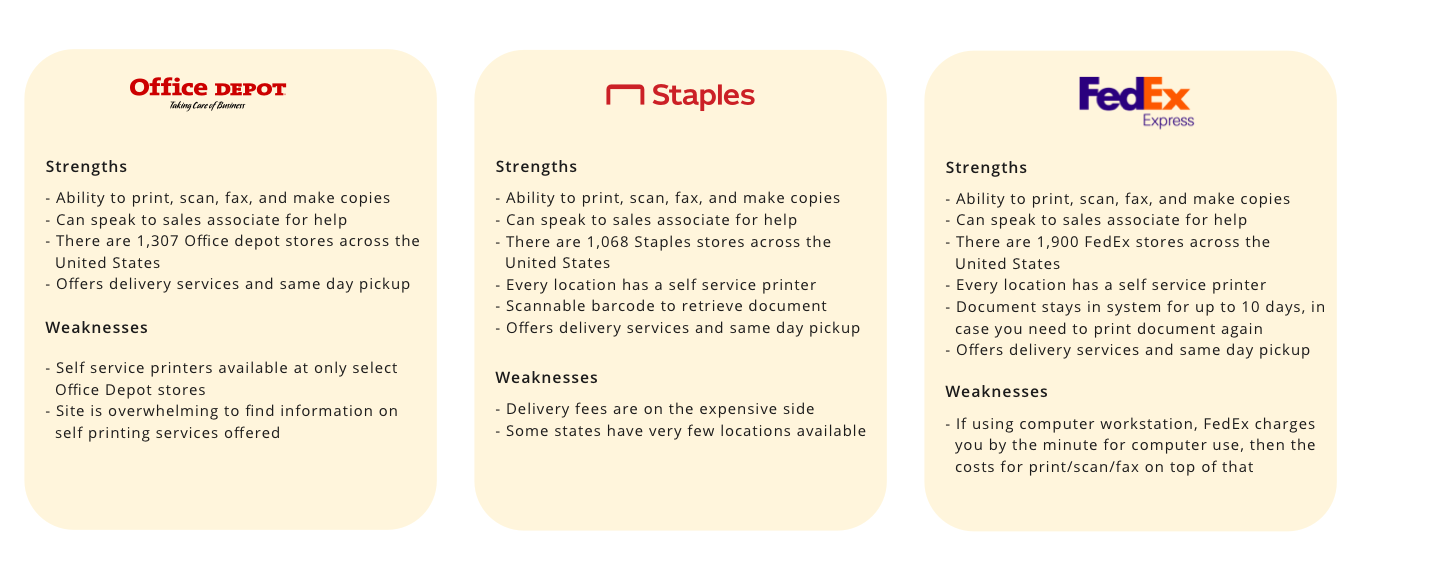 Office DEPOT
Taking Care of Business
Strengths
- Ability to print, scan, fax, and make copies
- Can speak to sales associate for help
- There are 1,307 Office depot stores across the
United States
- Offers delivery services and same day pickup
Weaknesses
- Self service printers available at only select
Office Depot stores
- Site is overwhelming to find information on
self printing services offered
Staples
Strengths
- Ability to print, scan, fax, and make copies
- Can speak to sales associate for help
- There are 1,068 Staples stores across the
United States
- Every location has a self service printer
- Scannable barcode to retrieve document
- Offers delivery services and same day pickup
Weaknesses
- Delivery fees are on the expensive side
- Some states have very few locations available
FedEx
Express
Strengths
- Ability to print, scan, fax, and make copies
- Can speak to sales associate for help
- There are 1,900 FedEx stores across the
United States
- Every location has a self service printer
- Document stays in system for up to 10 days, in
case you need to print document again
- Offers delivery services and same day pickup
Weaknesses
- If using computer workstation, FedEx charges
you by the minute for computer use, then the
costs for print/scan/fax on top of that